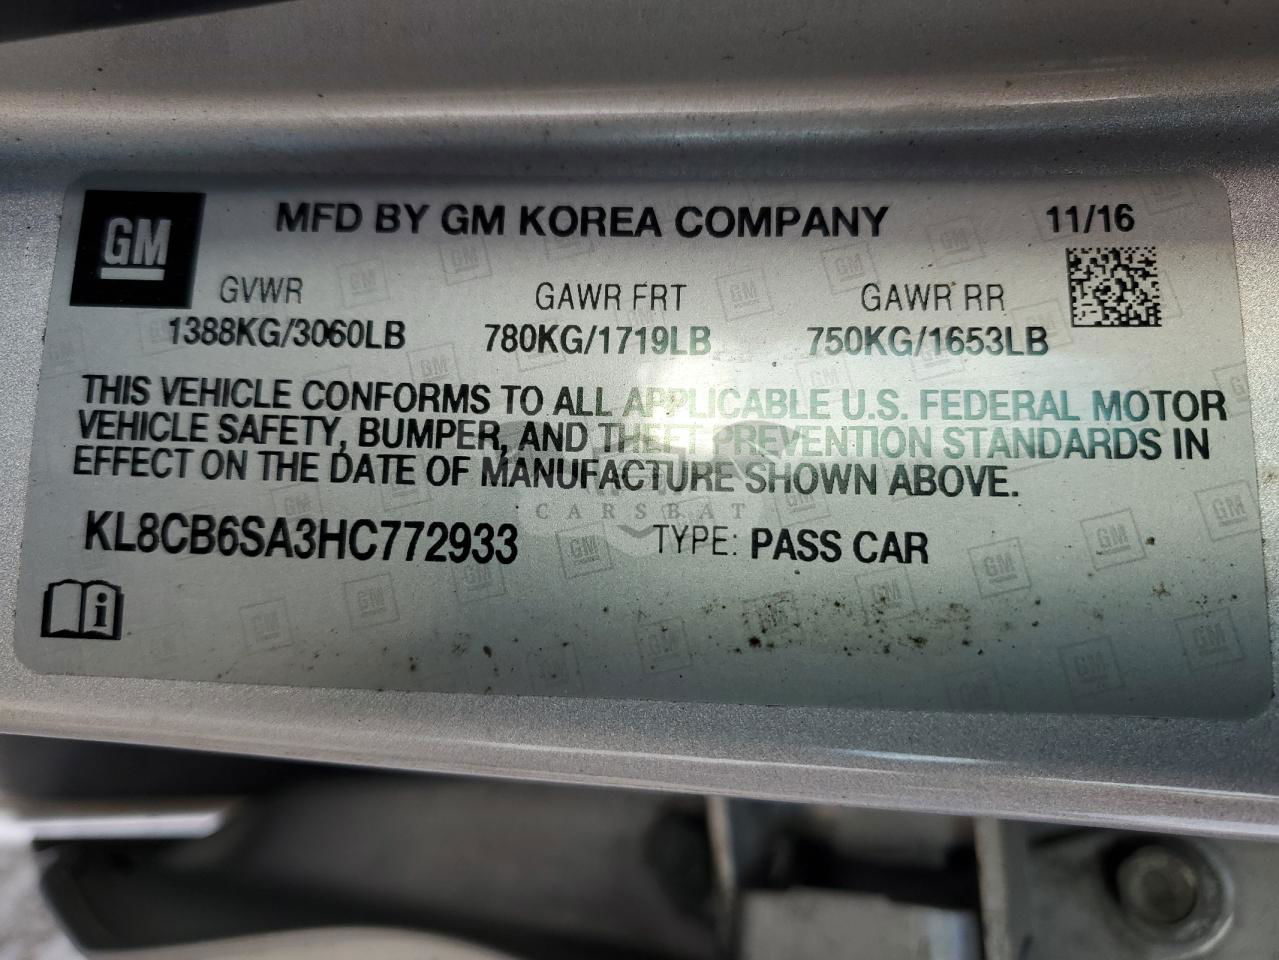 GM
MFD BY GM KOREA COMPANY 11/16
GVWR GAWR FRT GAWR RR
1388KG/3060LB 780KG/1719LB 750KG/1653LB
THIS VEHICLE CONFORMS TO ALL APPLICABLE U.S. FEDERAL MOTOR
VEHICLE SAFETY, BUMPER, AND THEFT PREVENTION STANDARDS IN
EFFECT ON THE DATE OF MANUFACTURE SHOWN ABOVE.
CARSBAT
KL8CB6SA3HC772933 TYPE: PASS CAR